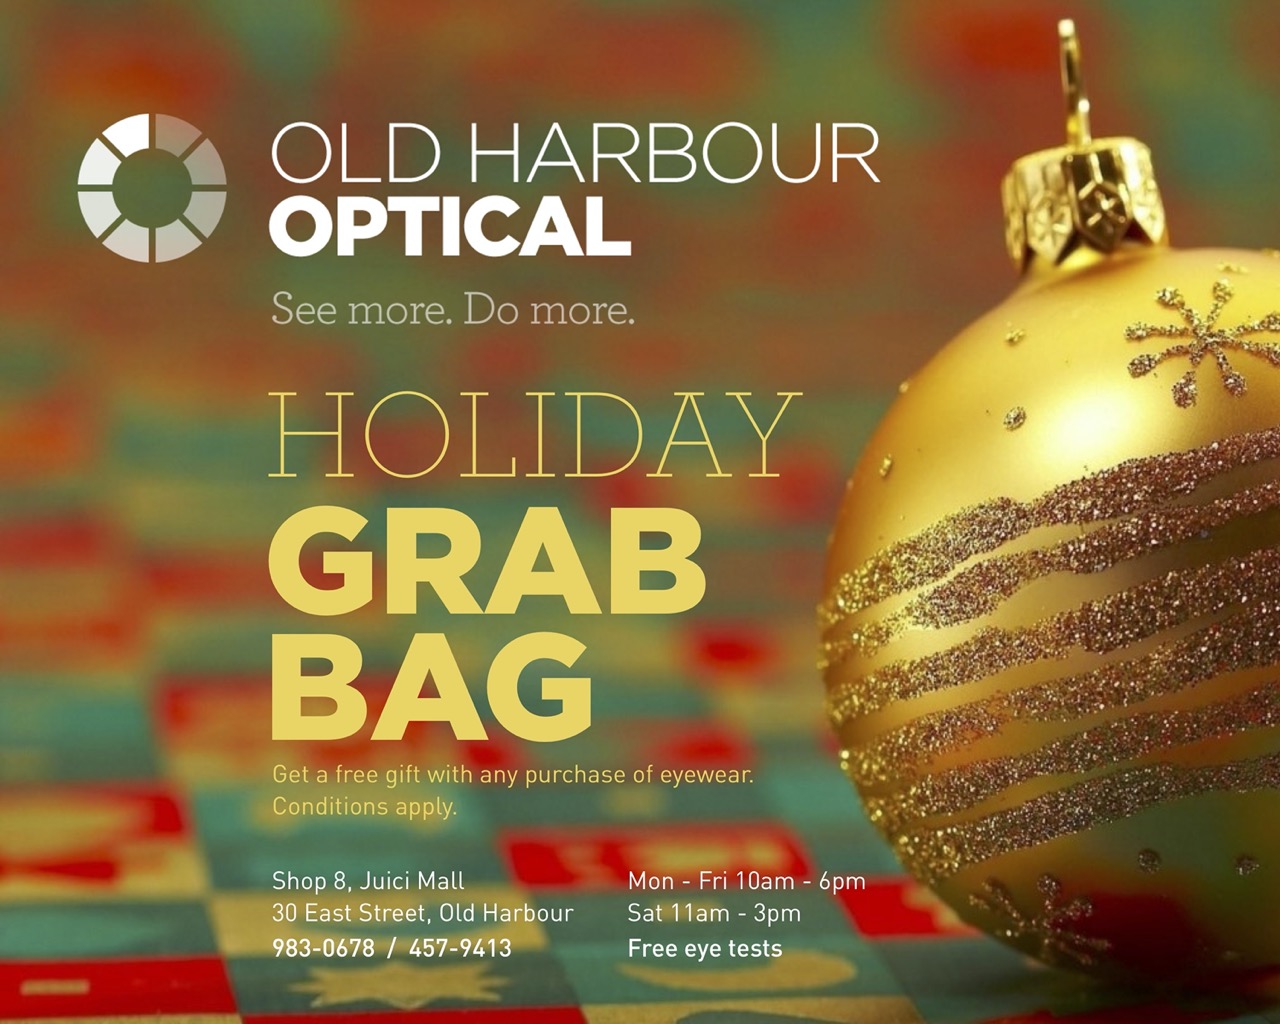 OLD HARBOUR
OPTICAL
See more. Do more.
HOLIDAY
GRAB
BAG
Get a free gift with any purchase of eyewear.
Conditions apply.
Shop 8, Juici Mall
30 East Street, Old Harbour
983-0678 / 457-9413
Mon - Fri 10am - 6pm
Sat 11am - 3pm
Free eye tests